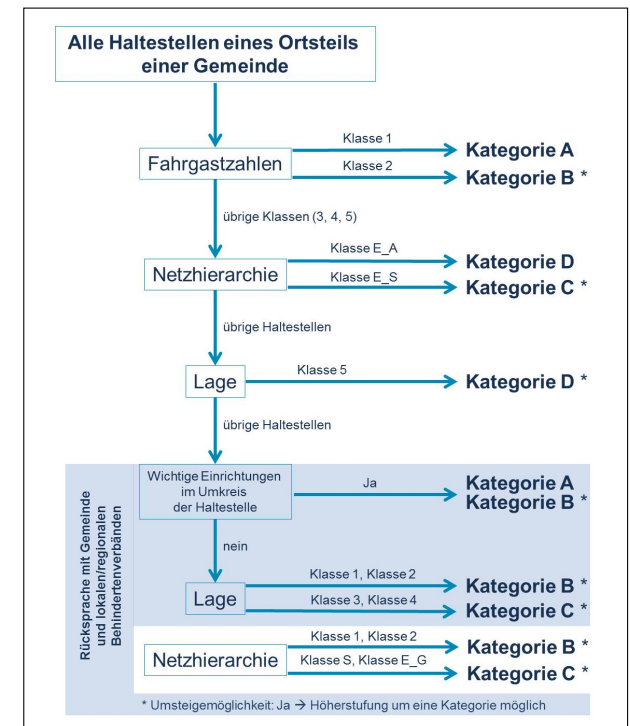 Alle Haltestellen eines Ortsteils
einer Gemeinde
Klasse 1
Kategorie A
Fahrgastzahlen
Klasse 2
Kategorie B *
übrige Klassen (3, 4, 5)
Klasse E_A
Kategorie D
Netzhierarchie
Klasse E_S
Kategorie C *
übrige Haltestellen
Klasse 5
Lage
Kategorie D *
übrige Haltestellen
Rücksprache mit Gemeinde
und lokalen/regionalen
Behindertenverbänden
Wichtige Einrichtungen
im Umkreis
der Haltestelle
Ja
Kategorie A
Kategorie B *
nein
Klasse 1, Klasse 2
Kategorie B *
Lage
Klasse 3, Klasse 4
Kategorie C *
Klasse 1, Klasse 2
Kategorie B *
Netzhierarchie
Klasse S, Klasse E_G
Kategorie C *
* Umsteigemöglichkeit: Ja → Höherstufung um eine Kategorie möglich